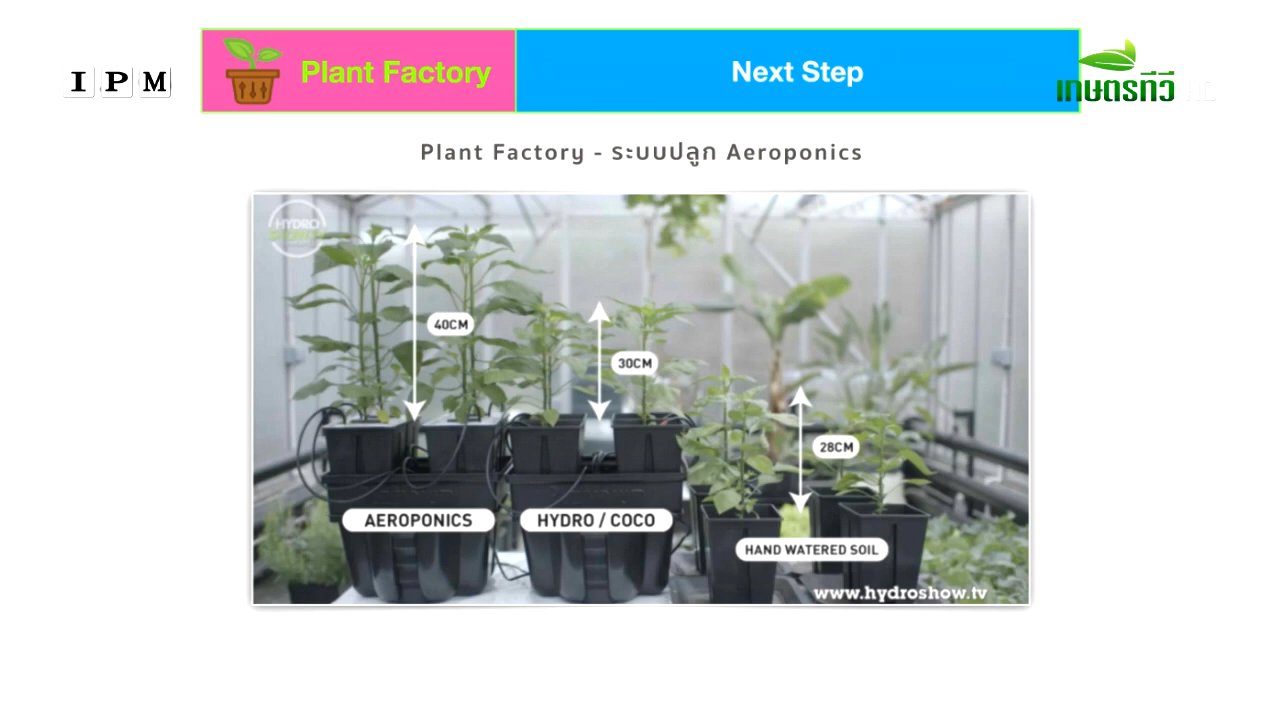 I P M
Plant Factory
Next Step
เกษตรทีวี
Plant Factory - ระบบปลูก Aeroponics
HYDRO
40CM
30CM
28CM
AEROPONICS
HYDRO / COCO
HAND WATERED SOIL
www.hydroshow.tv